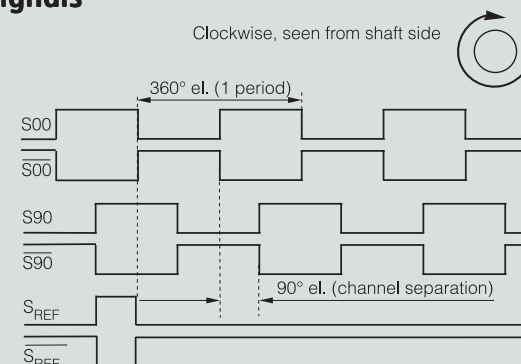 Clockwise, seen from shaft side
360° el. (1 period)
S00
S00
S90
S90
90° el. (channel separation)
SREF
SREF